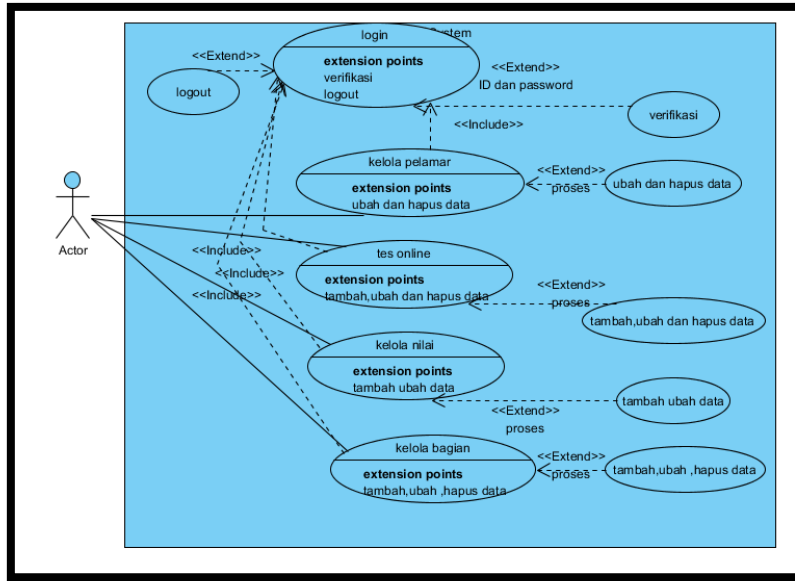 login
System
<<Extend>>
extension points
verifikasi
logout
<<Extend>>
ID dan password
logout
verifikasi
<<Include>>
kelola pelamar
extension points
ubah dan hapus data
<<Extend>>
proses
ubah dan hapus data
Actor
<<Include>>
<<Include>>
<<Include>>
tes online
extension points
tambah,ubah dan hapus data
<<Extend>>
proses
tambah,ubah dan hapus data
kelola nilai
extension points
tambah ubah data
tambah ubah data
<<Extend>>
proses
kelola bagian
extension points
tambah,ubah ,hapus data
<<Extend>>
proses
tambah,ubah ,hapus data